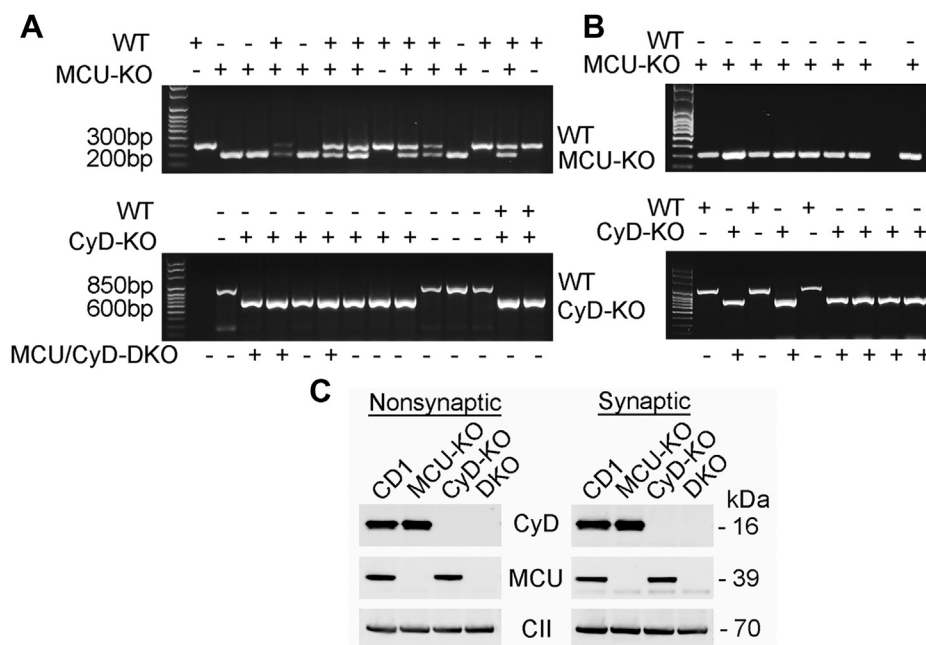 A
WT + - - + - + + + + + - + + +
MCU-KO - + + + + + + - + + + - + -
300bp
200bp
WT
MCU-KO
WT - - - - - - - - - - - + +
CyD-KO - + + + + + + + - - - + +
850bp
600bp
WT
CyD-KO
MCU/CyD-DKO - - + + - + - - - - - - - -
B
WT - - - - - - - -
MCU-KO + + + + + + + +
WT + - + - + - - - -
CyD-KO - + - + - + + + +
- + - + - + + + +
C
Nonsynaptic Synaptic
CD1 MCU-KO CyD-KO DKO CD1 MCU-KO CyD-KO DKO
kDa
CyD - 16
MCU - 39
CII - 70